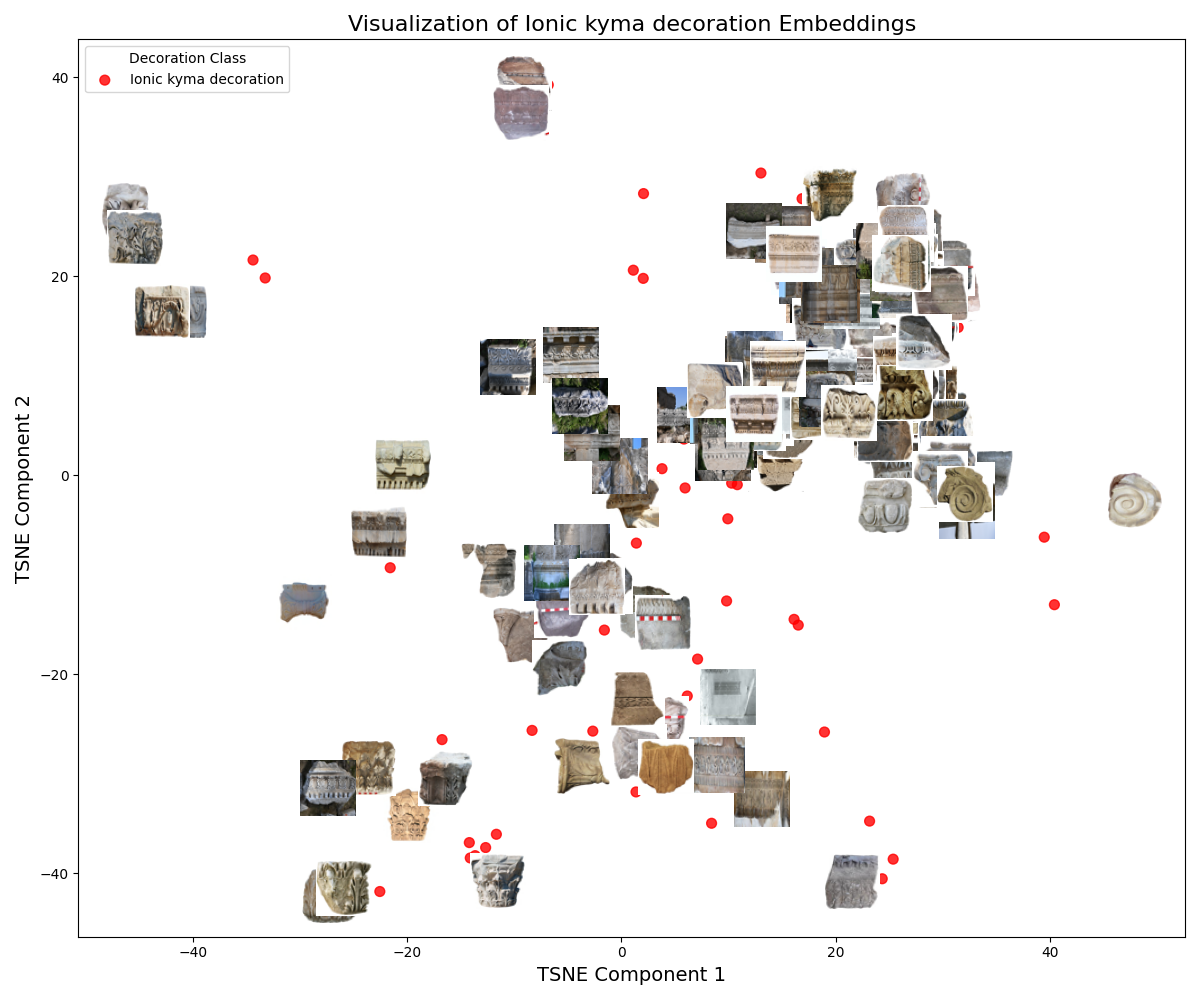 Visualization of Ionic kyma decoration Embeddings
Decoration Class
Ionic kyma decoration
TSNE Component 2
40
20
0
−20
−40
−40
−20
0
20
40
TSNE Component 1